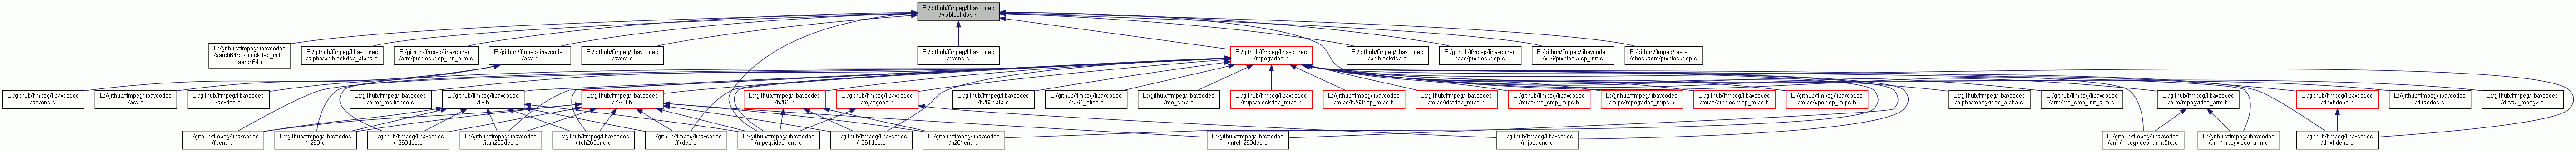 E:/github/ffmpeg/libavcodec
/pixblockdsp.h
E:/github/ffmpeg/libavcodec
/aarch64/pixblockdsp_init
_aarch64.c
E:/github/ffmpeg/libavcodec
/alpha/pixblockdsp_alpha.c
E:/github/ffmpeg/libavcodec
/arm/pixblockdsp_init_arm.c
E:/github/ffmpeg/libavcodec
/asv.h
E:/github/ffmpeg/libavcodec
/avdct.c
E:/github/ffmpeg/libavcodec
/dvenc.c
E:/github/ffmpeg/libavcodec
/mpegvideo.h
E:/github/ffmpeg/libavcodec
/pixblockdsp.c
E:/github/ffmpeg/libavcodec
/ppc/pixblockdsp.c
E:/github/ffmpeg/libavcodec
/x86/pixblockdsp_init.c
E:/github/ffmpeg/tests
/checkasm/pixblockdsp.c
E:/github/ffmpeg/libavcodec
/asvenc.c
E:/github/ffmpeg/libavcodec
/asv.c
E:/github/ffmpeg/libavcodec
/asvdec.c
E:/github/ffmpeg/libavcodec
/error_resilience.c
E:/github/ffmpeg/libavcodec
/flv.h
E:/github/ffmpeg/libavcodec
/h263.h
E:/github/ffmpeg/libavcodec
/h261.h
E:/github/ffmpeg/libavcodec
/mjpegenc.h
E:/github/ffmpeg/libavcodec
/h263data.c
E:/github/ffmpeg/libavcodec
/h264_slice.c
E:/github/ffmpeg/libavcodec
/me_cmp.c
E:/github/ffmpeg/libavcodec
/mips/blockdsp_mips.h
E:/github/ffmpeg/libavcodec
/mips/h263dsp_mips.h
E:/github/ffmpeg/libavcodec
/mips/idctdsp_mips.h
E:/github/ffmpeg/libavcodec
/mips/me_cmp_mips.h
E:/github/ffmpeg/libavcodec
/mips/mpegvideo_mips.h
E:/github/ffmpeg/libavcodec
/mips/pixblockdsp_mips.h
E:/github/ffmpeg/libavcodec
/mips/qpeldsp_mips.h
E:/github/ffmpeg/libavcodec
/alpha/mpegvideo_alpha.c
E:/github/ffmpeg/libavcodec
/arm/me_cmp_init_arm.c
E:/github/ffmpeg/libavcodec
/arm/mpegvideo_arm.h
E:/github/ffmpeg/libavcodec
/dnxhdenc.h
E:/github/ffmpeg/libavcodec
/diracdec.c
E:/github/ffmpeg/libavcodec
/dxva2_mpeg2.c
E:/github/ffmpeg/libavcodec
/flvenc.c
E:/github/ffmpeg/libavcodec
/h263.c
E:/github/ffmpeg/libavcodec
/h263dec.c
E:/github/ffmpeg/libavcodec
/ituh263dec.c
E:/github/ffmpeg/libavcodec
/ituh263enc.c
E:/github/ffmpeg/libavcodec
/flvdec.c
E:/github/ffmpeg/libavcodec
/mpegvideo_enc.c
E:/github/ffmpeg/libavcodec
/h261dec.c
E:/github/ffmpeg/libavcodec
/h261enc.c
E:/github/ffmpeg/libavcodec
/intelh263dec.c
E:/github/ffmpeg/libavcodec
/mjpegenc.c
E:/github/ffmpeg/libavcodec
/arm/mpegvideo_armv5te.c
E:/github/ffmpeg/libavcodec
/arm/mpegvideo_arm.c
E:/github/ffmpeg/libavcodec
/dnxhdenc.c